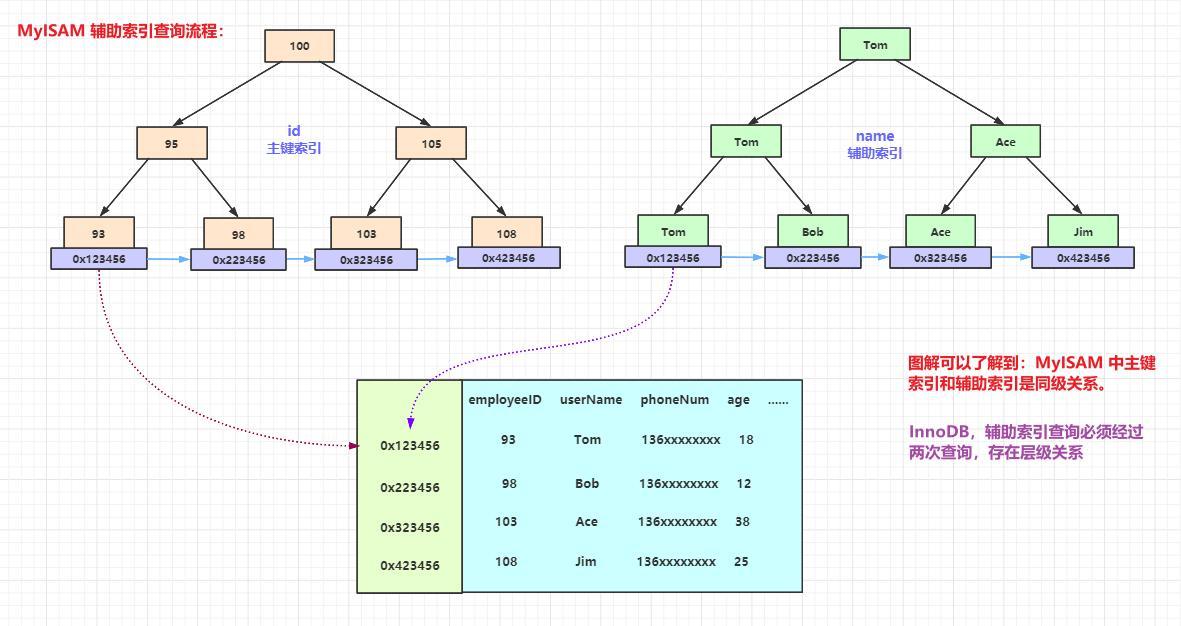 MyISAM 辅助索引查询流程：
100
95
id
主键索引
105
93
98
103
108
0x123456
0x223456
0x323456
0x423456
Tom
Tom
name
辅助索引
Ace
Tom
Bob
Ace
Jim
0x123456
0x223456
0x323456
0x423456
图解可以了解到：MyISAM 中主键
索引和辅助索引是同级关系。
InnoDB，辅助索引查询必须经过
两次查询，存在层级关系
employeeID userName phoneNum age ......
0x123456 93 Tom 136xxxxxxxx 18
0x223456 98 Bob 136xxxxxxxx 12
0x323456 103 Ace 136xxxxxxxx 38
0x423456 108 Jim 136xxxxxxxx 25